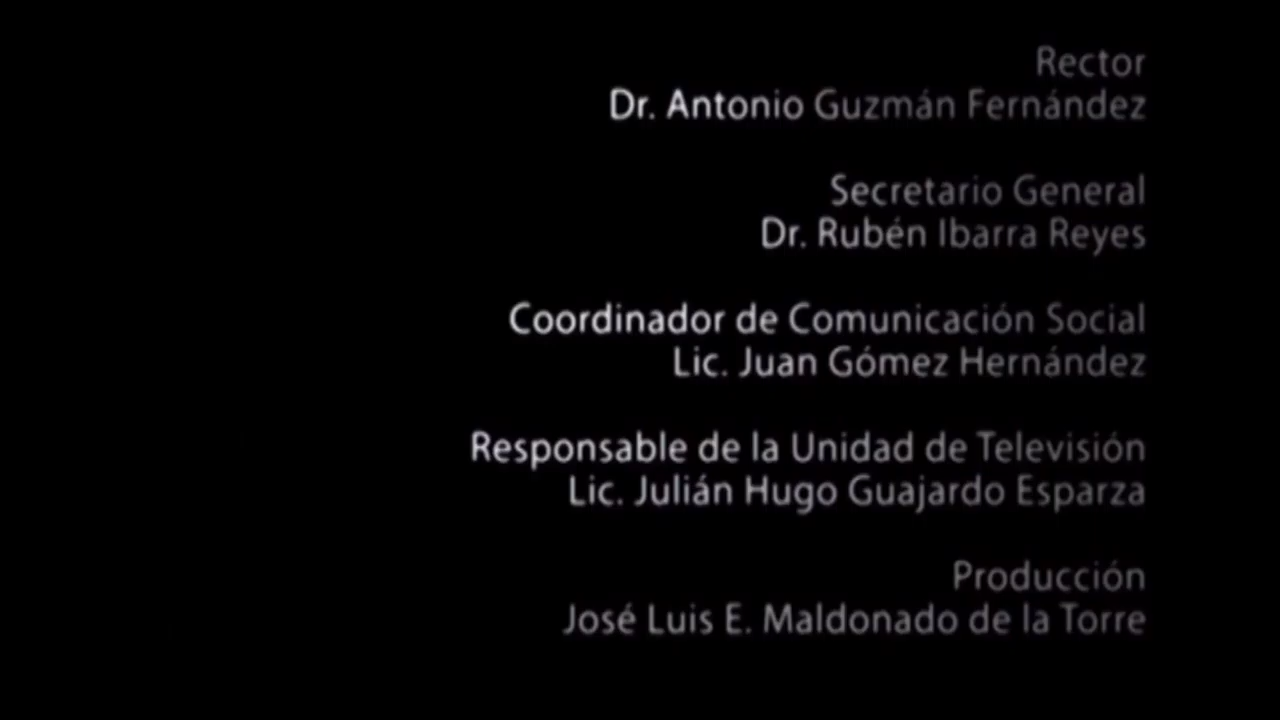 Rector
Dr. Antonio Guzmán Fernández
Secretario General
Dr. Rubén Ibarra Reyes
Coordinador de Comunicación Social
Lic. Juan Gómez Hernández
Responsable de la Unidad de Televisión
Lic. Julián Hugo Guajardo Esparza
Producción
José Luis E. Maldonado de la Torre